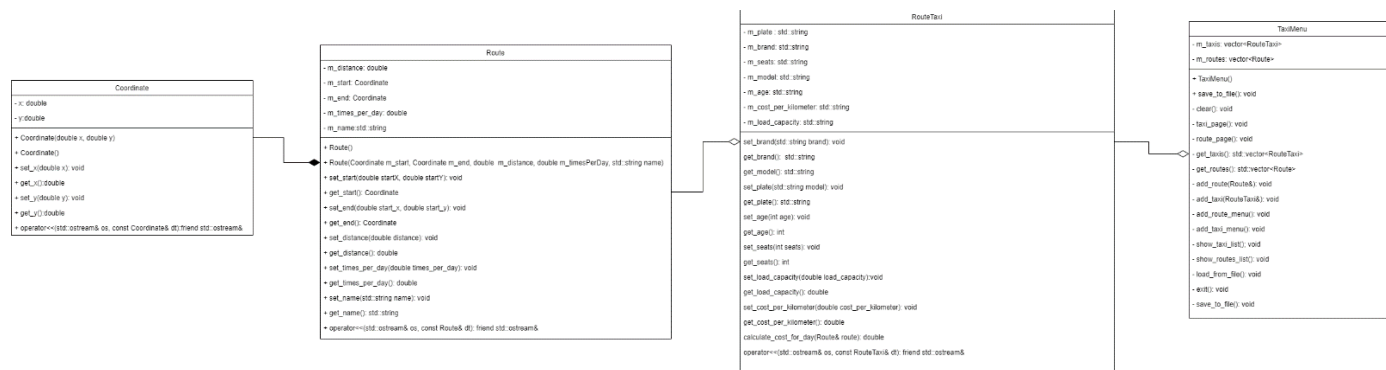 Coordinate
- x: double
- y:double
+ Coordinate(double x, double y)
+ Coordinate()
+ set_x(double x): void
+ get_x():double
+ set_y(double y): void
+ get_y():double
+ operator<<(std::ostream& os, const Coordinate& dt):friend std::ostream&
Route
- m_distance: double
- m_start: Coordinate
- m_end: Coordinate
- m_times_per_day: double
- m_name:std::string
+ Route()
+ Route(Coordinate m_start, Coordinate m_end, double m_distance, double m_timesPerDay, std::string name)
+ set_start(double startX, double startY): void
+ get_start(): Coordinate
+ set_end(double start_x, double start_y): void
+ get_end(): Coordinate
+ set_distance(double distance): void
+ get_distance(): double
+ set_times_per_day(double times_per_day): void
+ get_times_per_day(): double
+ set_name(std::string name): void
+ get_name(): std::string
+ operator<<(std::ostream& os, const Route& dt): friend std::ostream&
RouteTaxi
- m_plate : std::string
- m_brand: std::string
- m_seats: std::string
- m_model: std::string
- m_age: std::string
- m_cost_per_kilometer: std::string
- m_load_capacity: std::string
set_brand(std::string brand): void
get_brand(): std::string
get_model(): std::string
set_plate(std::string model): void
get_plate(): std::string
set_age(int age): void
get_age(): int
set_seats(int seats): void
get_seats(): int
set_load_capacity(double load_capacity):void
get_load_capacity(): double
set_cost_per_kilometer(double cost_per_kilometer): void
get_cost_per_kilometer(): double
calculate_cost_for_day(Route& route): double
operator<<(std::ostream& os, const RouteTaxi& dt): friend std::ostream&
TaxiMenu
- m_taxis: vector<RouteTaxi>
- m_routes: vector<Route>
+ TaxiMenu()
+ save_to_file(): void
- clear(): void
- taxi_page(): void
- route_page(): void
- get_taxis(): std::vector<RouteTaxi>
- get_routes(): std::vector<Route>
- add_route(Route&): void
- add_taxi(RouteTaxi&): void
- add_route_menu(): void
- add_taxi_menu(): void
- show_taxi_list(): void
- show_routes_list(): void
- load_from_file(): void
- exit(): void
- save_to_file(): void